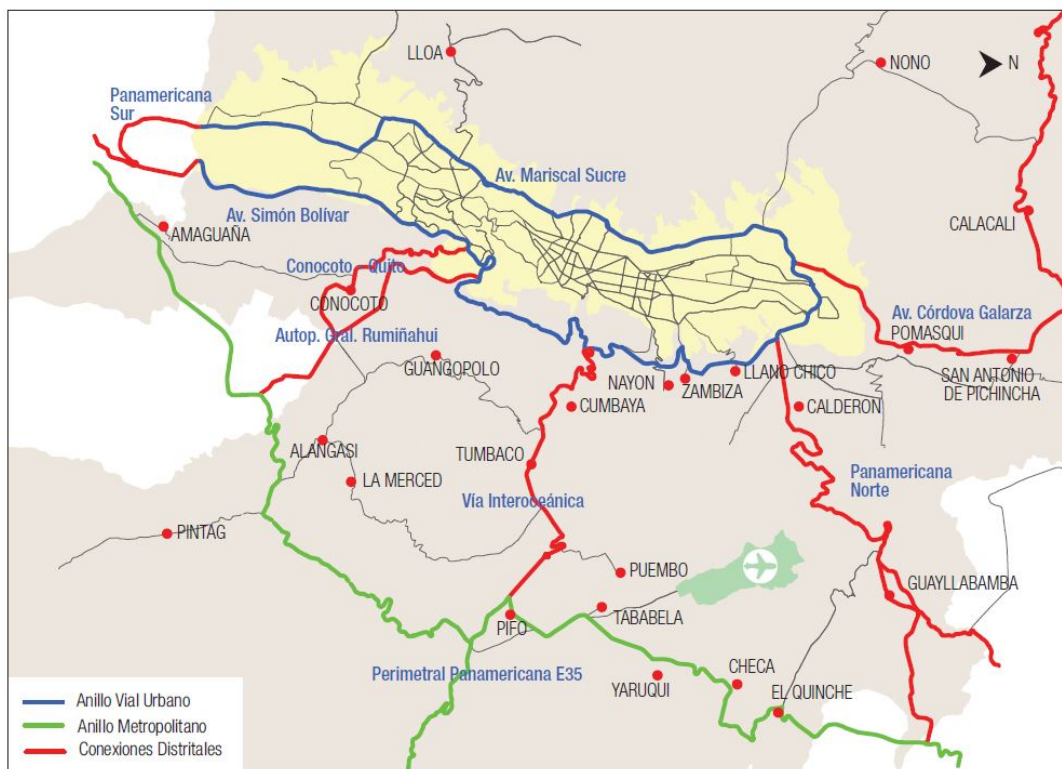 LLOA
NONO
N
Panamericana
Sur
Av. Mariscal Sucre
CALACALI
Av. Simón Bolívar
AMAGUAÑA
Conocoto - Quito
CONOCOTO
Av. Córdova Galarza
POMASQUI
Autop. Gral. Rumiñahui
GUANGOPOLO
SAN ANTONIO
DE PICHINCHA
LLANO CHICO
NAYON
ZAMBIZA
CUMBAYA
CALDERON
ALANGASI
TUMBACO
LA MERCED
Vía Interoceánica
Panamericana
Norte
PINTAG
PUEMBO
GUAYLLABAMBA
TABABELA
PIFO
Perimetral Panamericana E35
YARUQUI
CHECA
EL QUINCHE
Anillo Vial Urbano
Anillo Metropolitano
Conexiones Distritales